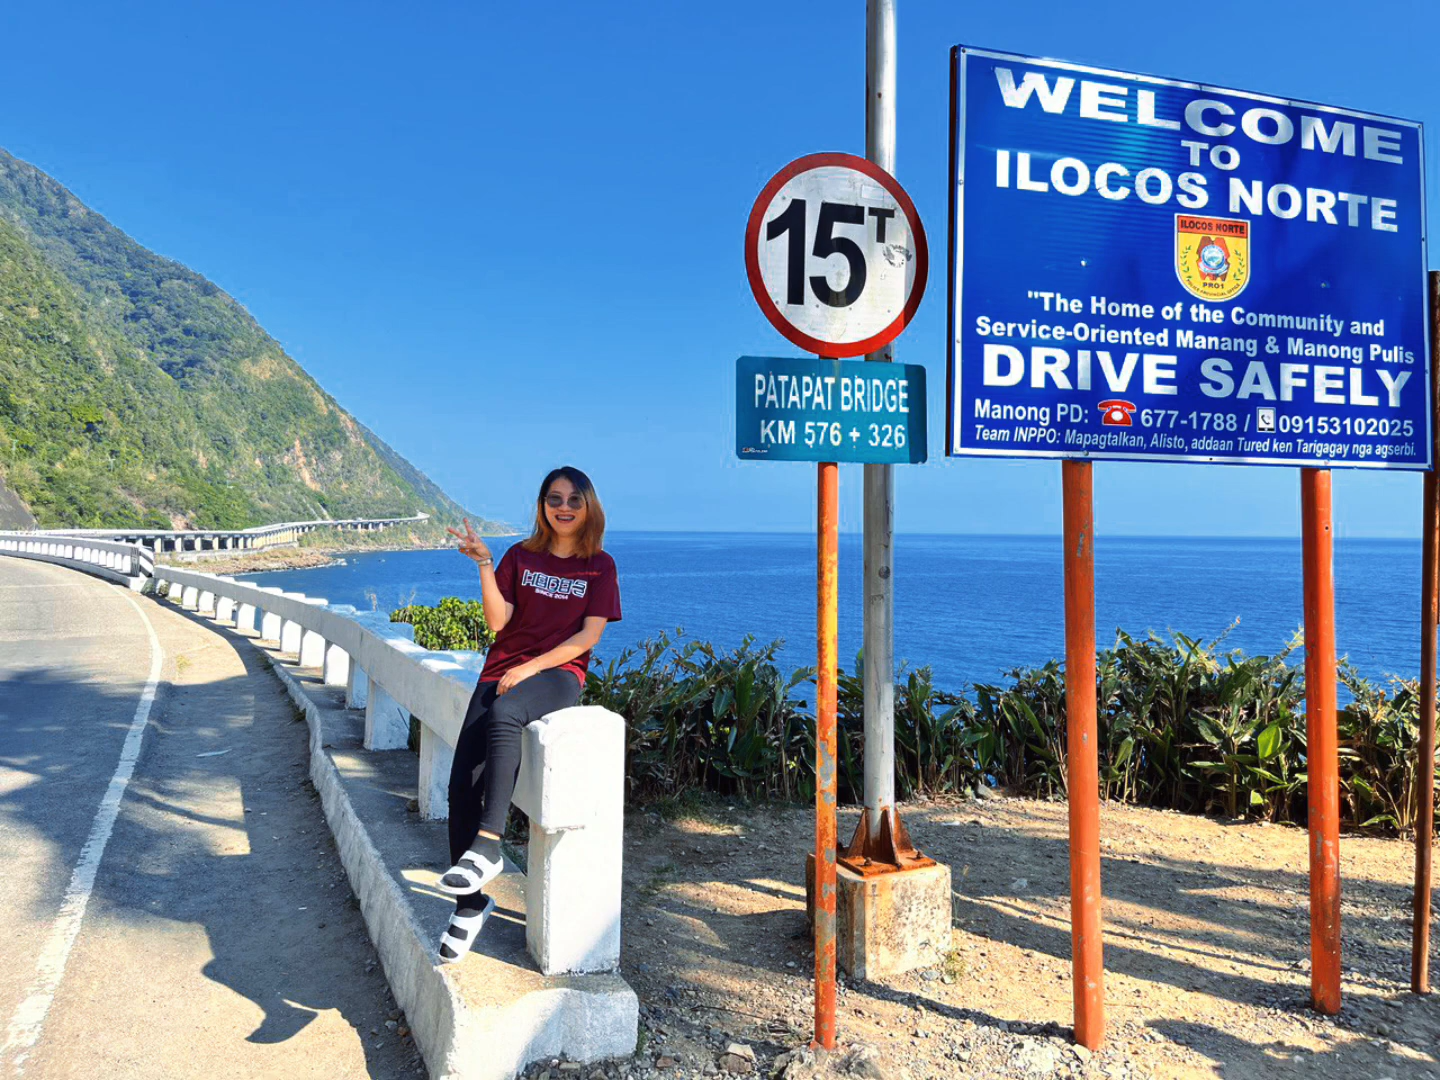 WELCOME
TO
ILOCOS NORTE
ILOCOS NORTE
PRO1
"The Home of the Community and
Service-Oriented Manang & Manong Pulis
DRIVE SAFELY
Manong PD: 677-1788 / 09153102025
Team INPPO: Mapagtalkan, Alisto, addaan Tured ken Tarigagay nga agserbi.
15T
PATAPAT BRIDGE
KM 576 + 326
SINCE 2014